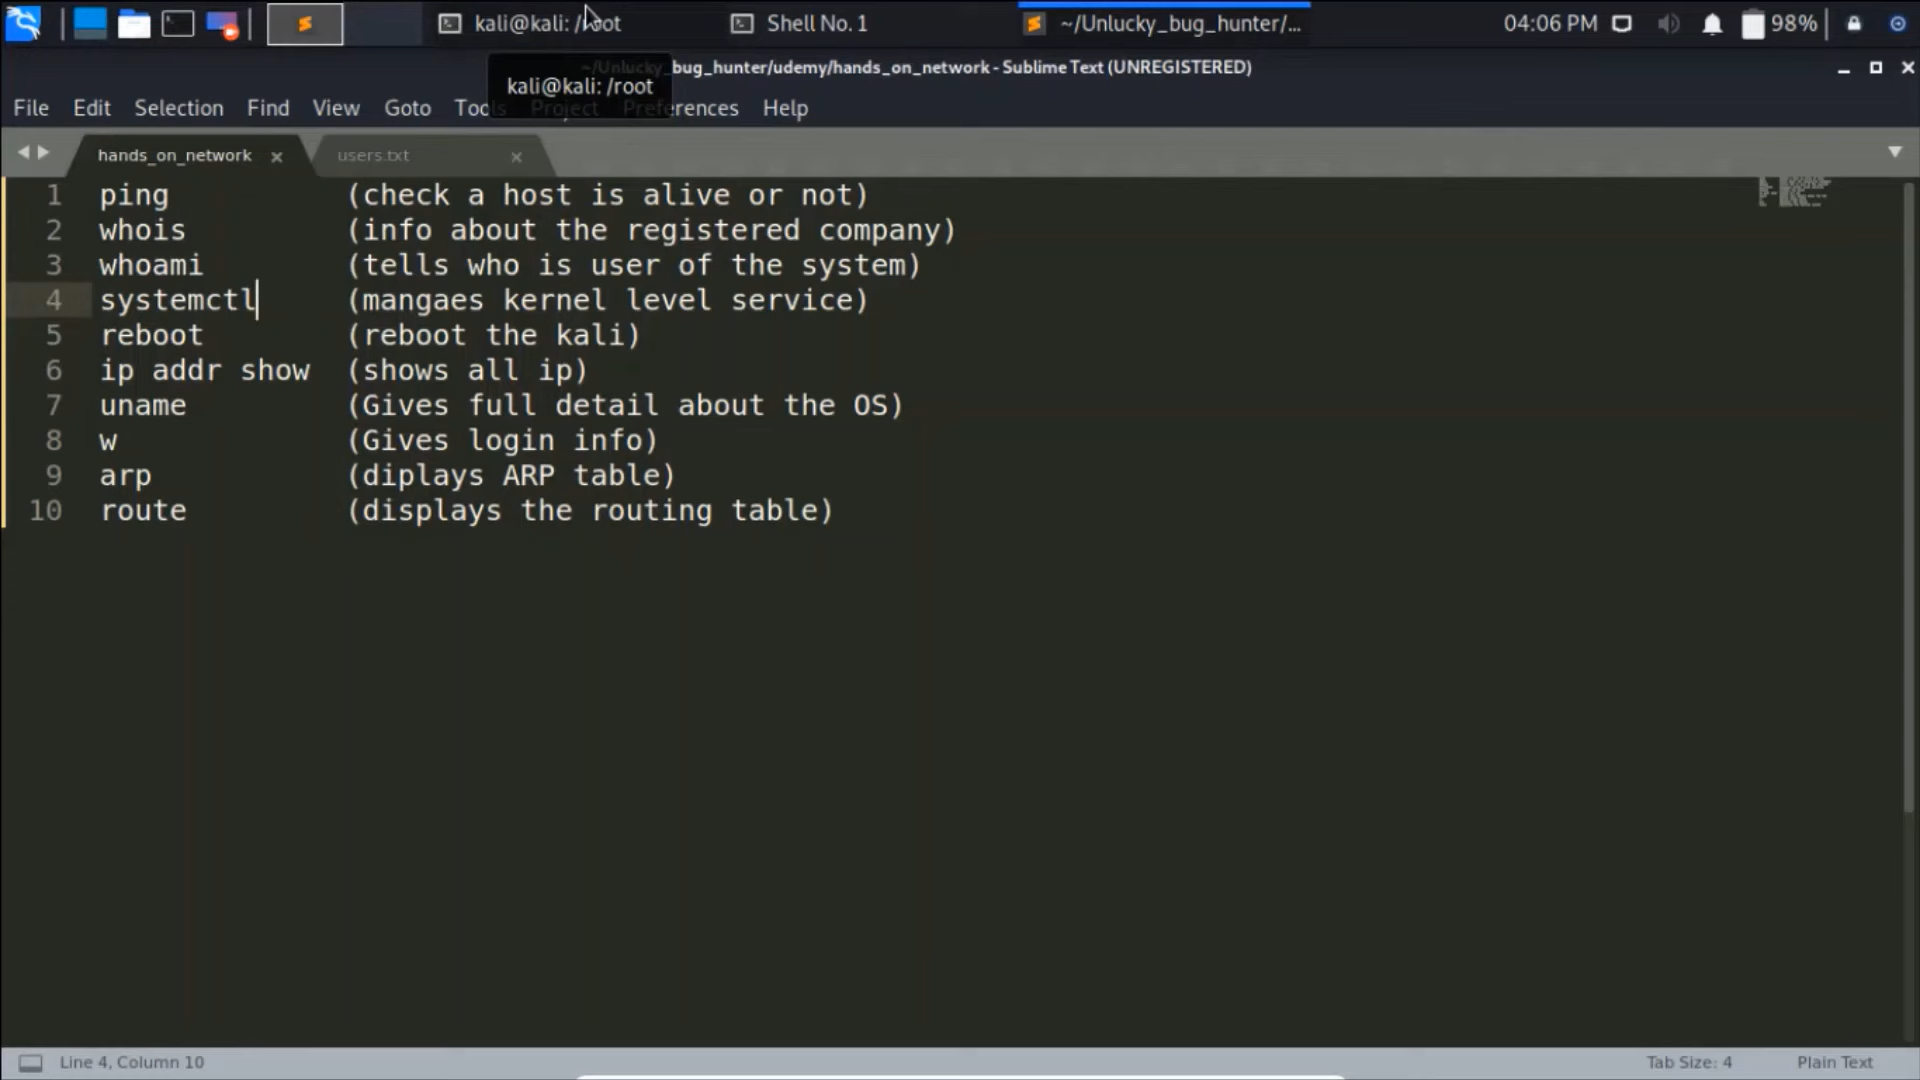 kali@kali: /root
Shell No. 1
~/Unlucky_bug_hunter/...
04:06 PM
98%
~/Unlucky_bug_hunter/udemy/hands_on_network - Sublime Text (UNREGISTERED)
kali@kali: /root
File Edit Selection Find View Goto Tools Project Preferences Help
hands_on_network
users.txt
1 ping (check a host is alive or not)
2 whois (info about the registered company)
3 whoami (tells who is user of the system)
4 systemctl (mangaes kernel level service)
5 reboot (reboot the kali)
6 ip addr show (shows all ip)
7 uname (Gives full detail about the OS)
8 w (Gives login info)
9 arp (diplays ARP table)
10 route (displays the routing table)
Line 4, Column 10
Tab Size: 4
Plain Text